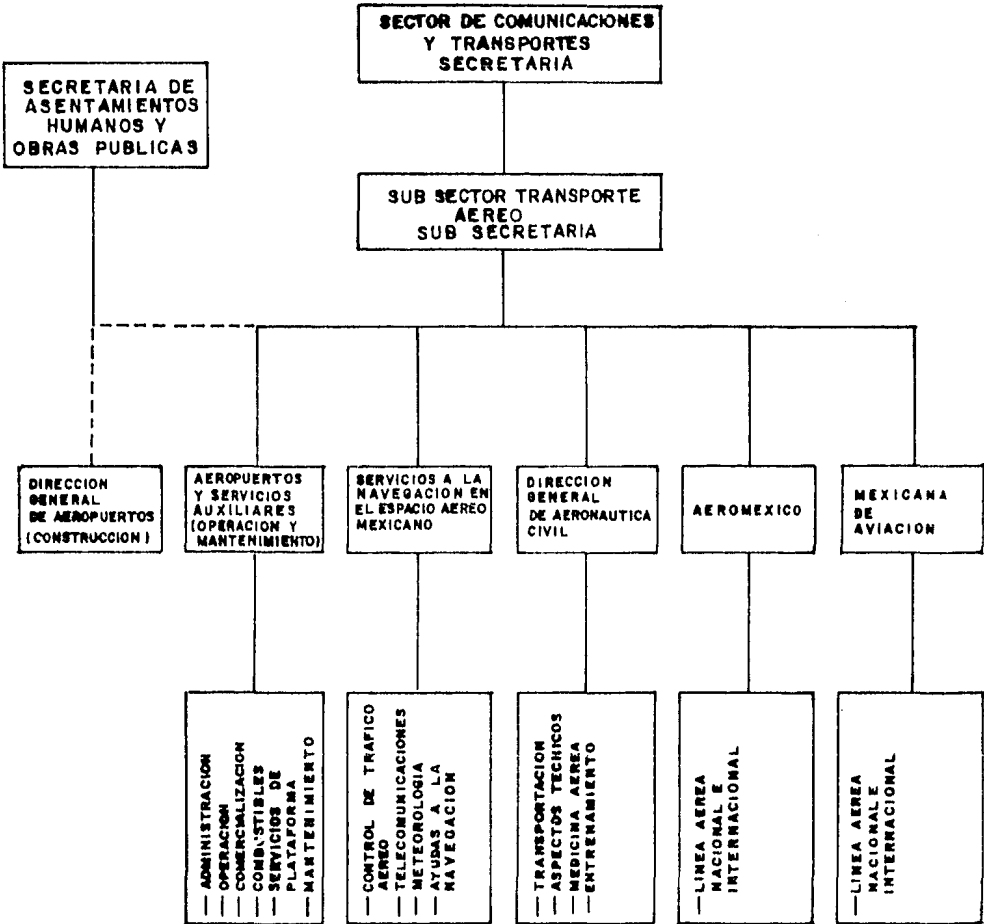 SECTOR DE COMUNICACIONES
Y TRANSPORTES
SECRETARIA
SECRETARIA DE
ASENTAMIENTOS
HUMANOS Y
OBRAS PUBLICAS
SUB SECTOR TRANSPORTE
AEREO
SUB SECRETARIA
DIRECCION
GENERAL
DE AEROPUERTOS
(CONSTRUCCION)
AEROPUERTOS
Y SERVICIOS
AUXILIARES
(OPERACION Y
MANTENIMIENTO)
SERVICIOS A LA
NAVEGACION EN
EL ESPACIO AEREO
MEXICANO
DIRECCION
GENERAL
DE AERONAUTICA
CIVIL
AEROMEXICO
MEXICANA
DE
AVIACION
— ADMINISTRACION
— OPERACION
— COMERCIALIZACION
— COMBUSTIBLES
— SERVICIOS DE
PLATAFORMA
— MANTENIMIENTO
— CONTROL DE TRAFICO
AEREO
— TELECOMUNICACIONES
— METEOROLOGIA
— AYUDAS A LA
NAVEGACION
— TRANSPORTACION
— ASPECTOS TECHICOS
— MEDICINA AEREA
— ENTRENAMIENTO
— LINEA AEREA
NACIONAL E
INTERNACIONAL
— LINEA AEREA
NACIONAL E
INTERNACIONAL